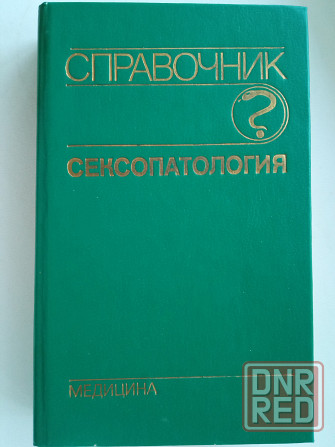 СПРАВОЧНИК
?
СЕКСОПАТОЛОГИЯ
МЕДИЦИНА
DNR
RED